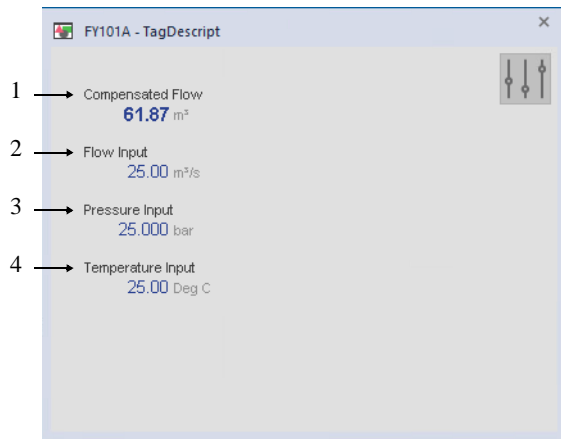 FY101A - TagDescript
1 Compensated Flow
61.87 m³
2 Flow Input
25.00 m³/s
3 Pressure Input
25.000 bar
4 Temperature Input
25.00 Deg C